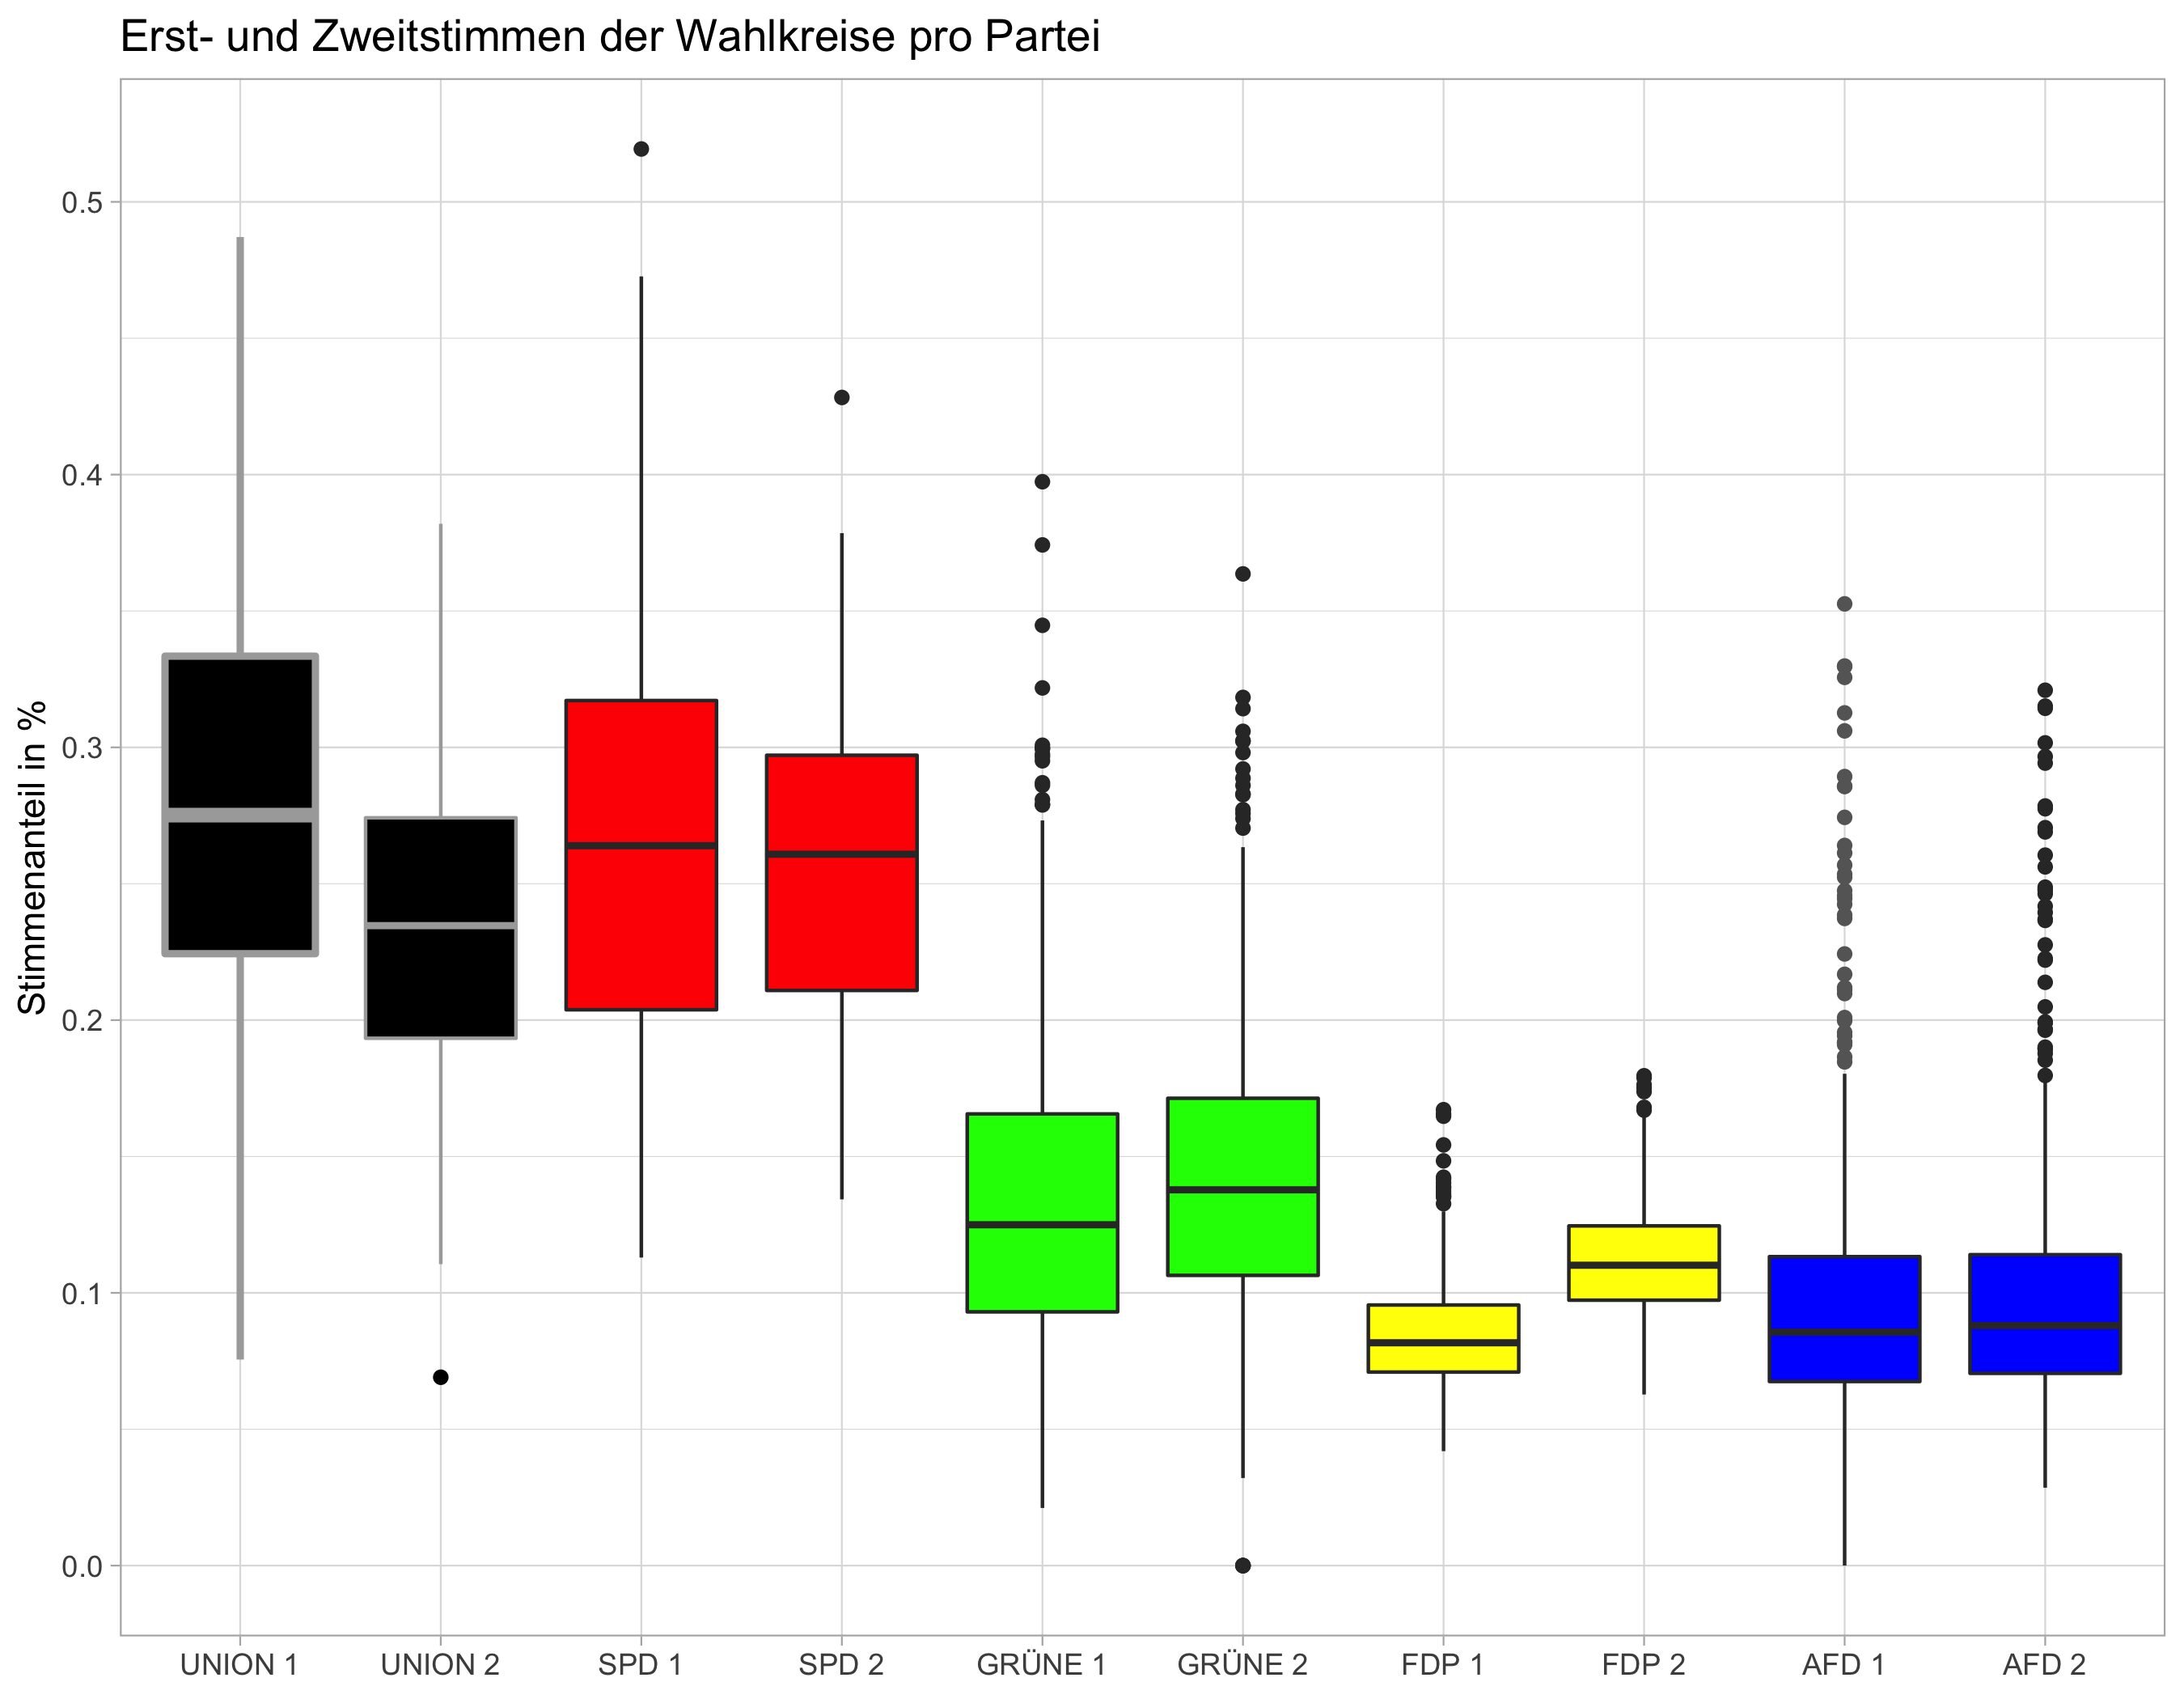 Erst- und Zweitstimmen der Wahlkreise pro Partei
Stimmenanteil in %
0.5
0.4
0.3
0.2
0.1
0.0
UNION 1 UNION 2 SPD 1 SPD 2 GRÜNE 1 GRÜNE 2 FDP 1 FDP 2 AFD 1 AFD 2